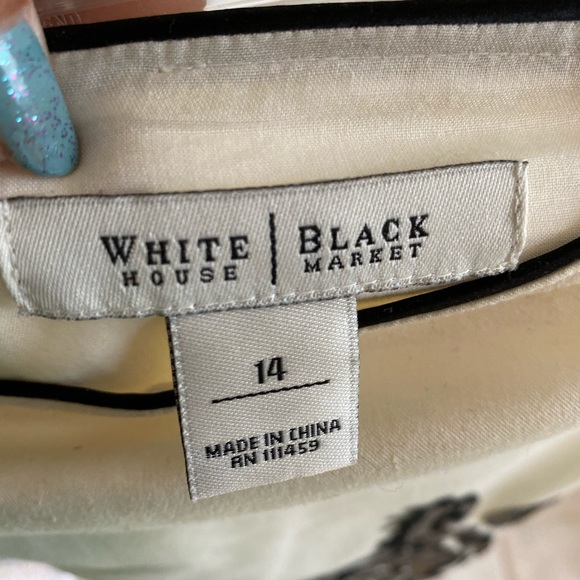 WHITE | BLACK
HOUSE | MARKET
14
MADE IN CHINA
RN 111459